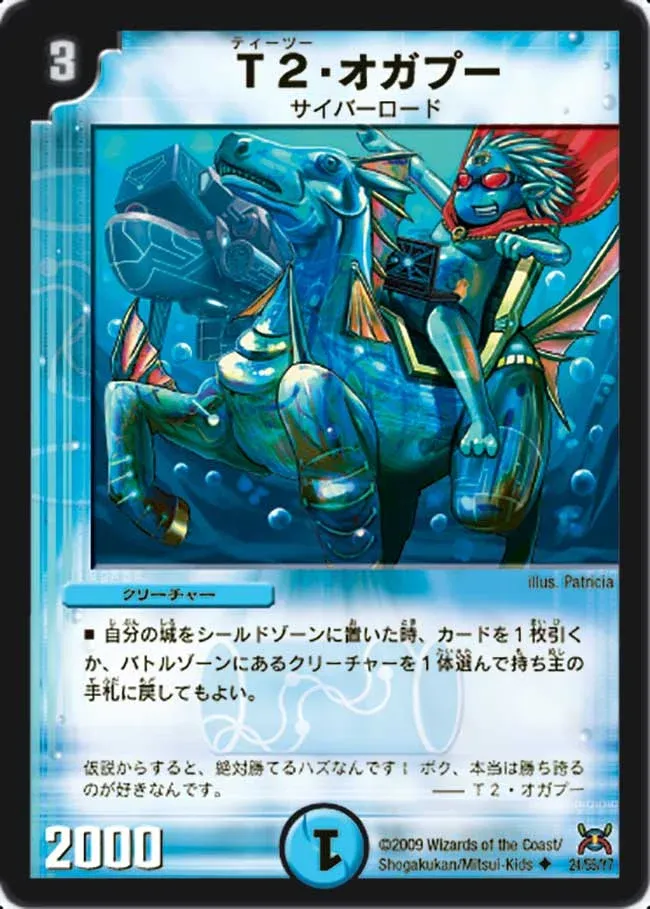 3
ティーツー
T2・オガプー
サイバーロード
illus. Patricia
クリーチャー
■ 自分の城をシールドゾーンに置いた時、カードを1枚引く
か、バトルゾーンにあるクリーチャーを1体選んで持ち主の
手札に戻してもよい。
仮説からすると、絶対勝てるハズなんです! ボク、本当は勝ち誇る
のが好きなんです。 —— T2・オガプー
2000
1
©2009 Wizards of the Coast/
Shogakukan/Mitsui-Kids ◆